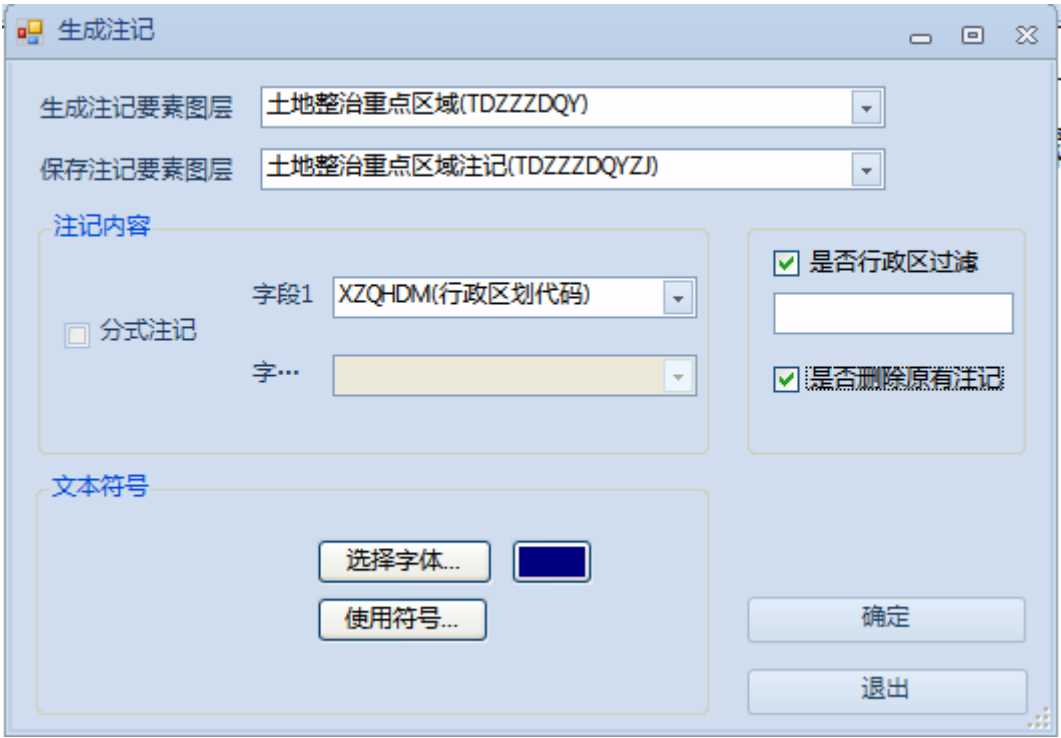 生成注记
生成注记要素图层 土地整治重点区域(TDZZZDQY)
保存注记要素图层 土地整治重点区域注记(TDZZZDQYZJ)
注记内容
分式注记
字段1 XZQHDM(行政区划代码)
字…
是否行政区过滤
是否删除原有注记
文本符号
选择字体...
使用符号...
确定
退出